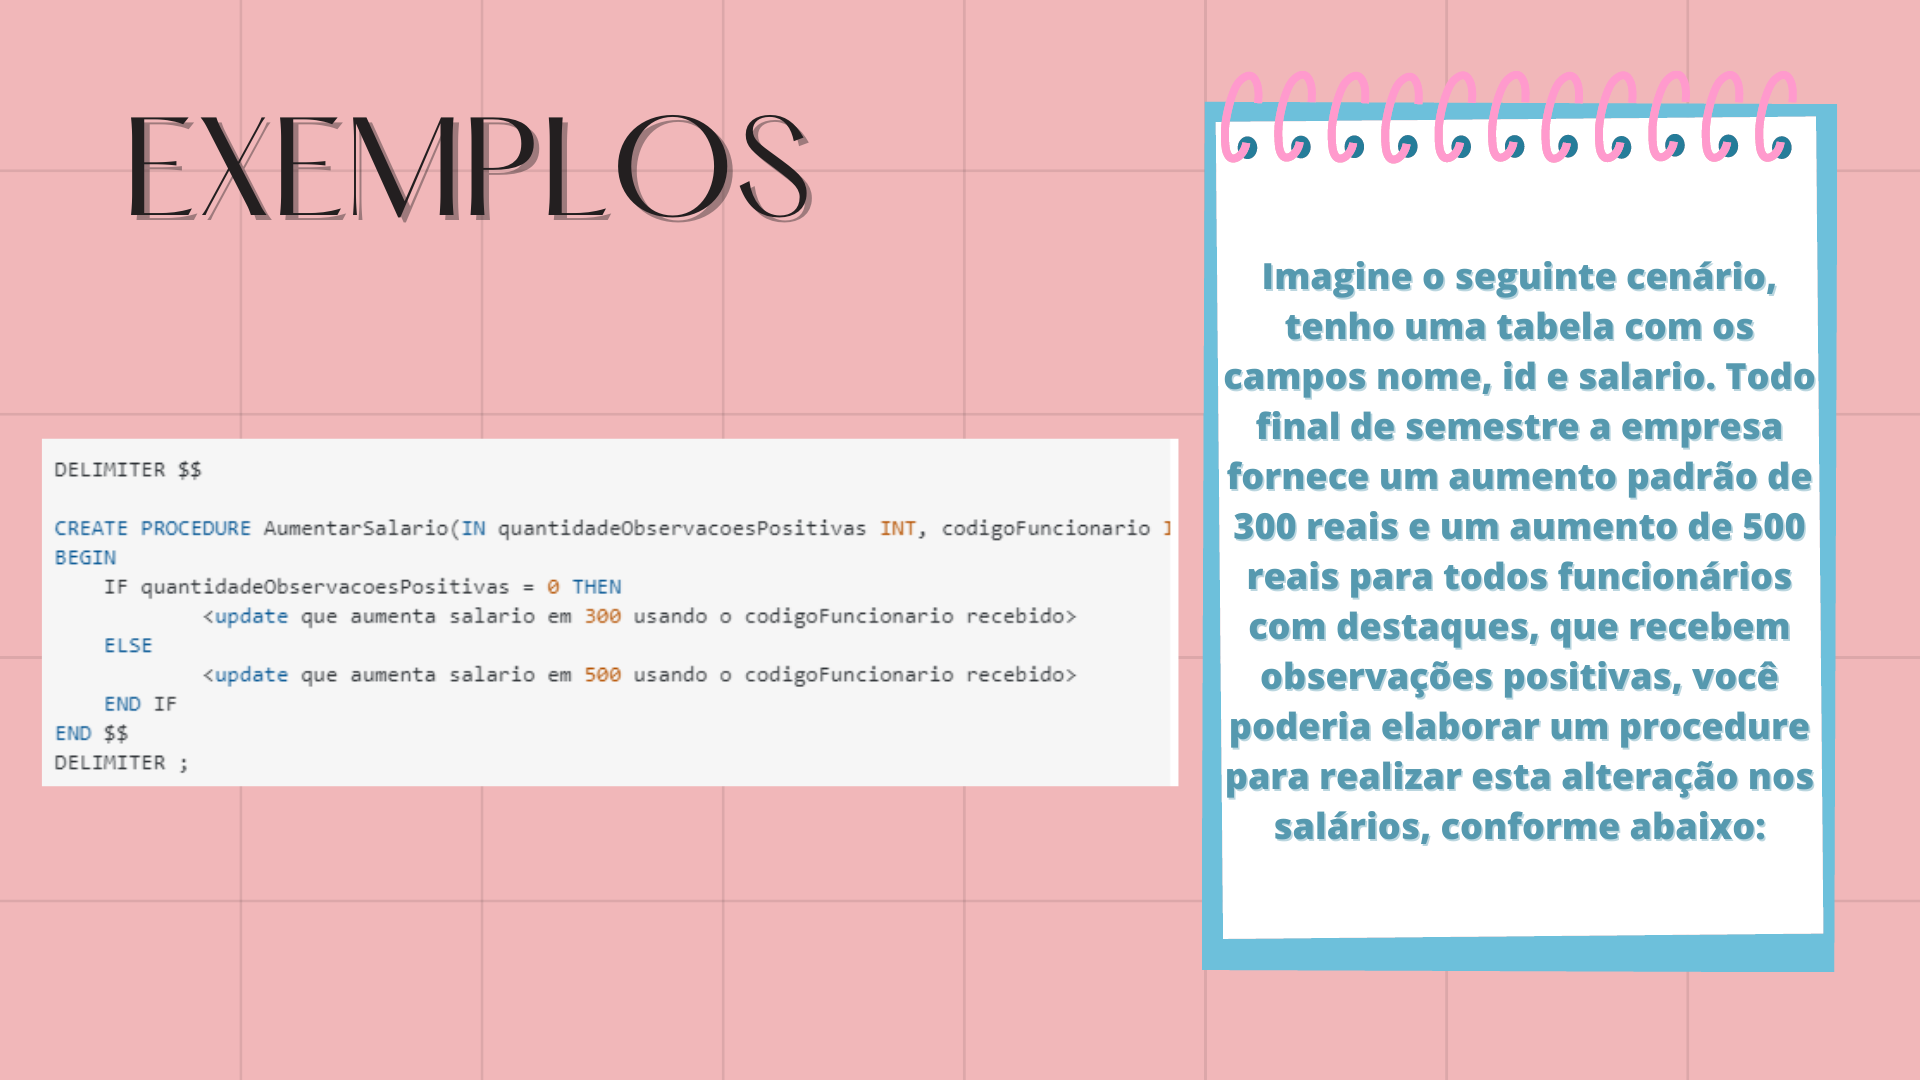 EXEMPLOS
DELIMITER $$
CREATE PROCEDURE AumentarSalario(IN quantidadeObservacoesPositivas INT, codigoFuncionario I
BEGIN
IF quantidadeObservacoesPositivas = 0 THEN
<update que aumenta salario em 300 usando o codigoFuncionario recebido>
ELSE
<update que aumenta salario em 500 usando o codigoFuncionario recebido>
END IF
END $$
DELIMITER ;
Imagine o seguinte cenário,
tenho uma tabela com os
campos nome, id e salario. Todo
final de semestre a empresa
fornece um aumento padrão de
300 reais e um aumento de 500
reais para todos funcionários
com destaques, que recebem
observações positivas, você
poderia elaborar um procedure
para realizar esta alteração nos
salários, conforme abaixo: